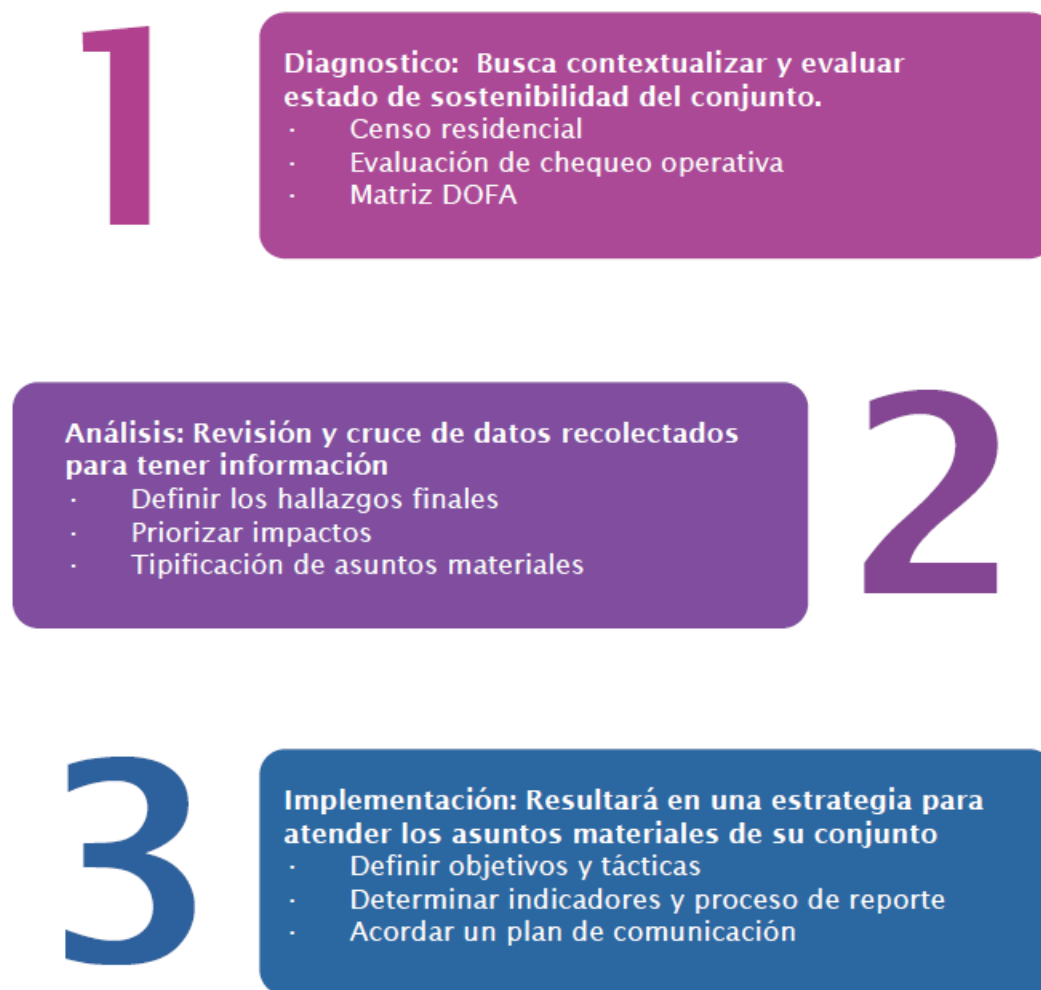 1
Diagnostico:  Busca contextualizar y evaluar
estado de sostenibilidad del conjunto.
· Censo residencial
· Evaluación de chequeo operativa
· Matriz DOFA
Análisis: Revisión y cruce de datos recolectados
para tener información
· Definir los hallazgos finales
· Priorizar impactos
· Tipificación de asuntos materiales
2
3
Implementación: Resultará en una estrategia para
atender los asuntos materiales de su conjunto
· Definir objetivos y tácticas
· Determinar indicadores y proceso de reporte
· Acordar un plan de comunicación